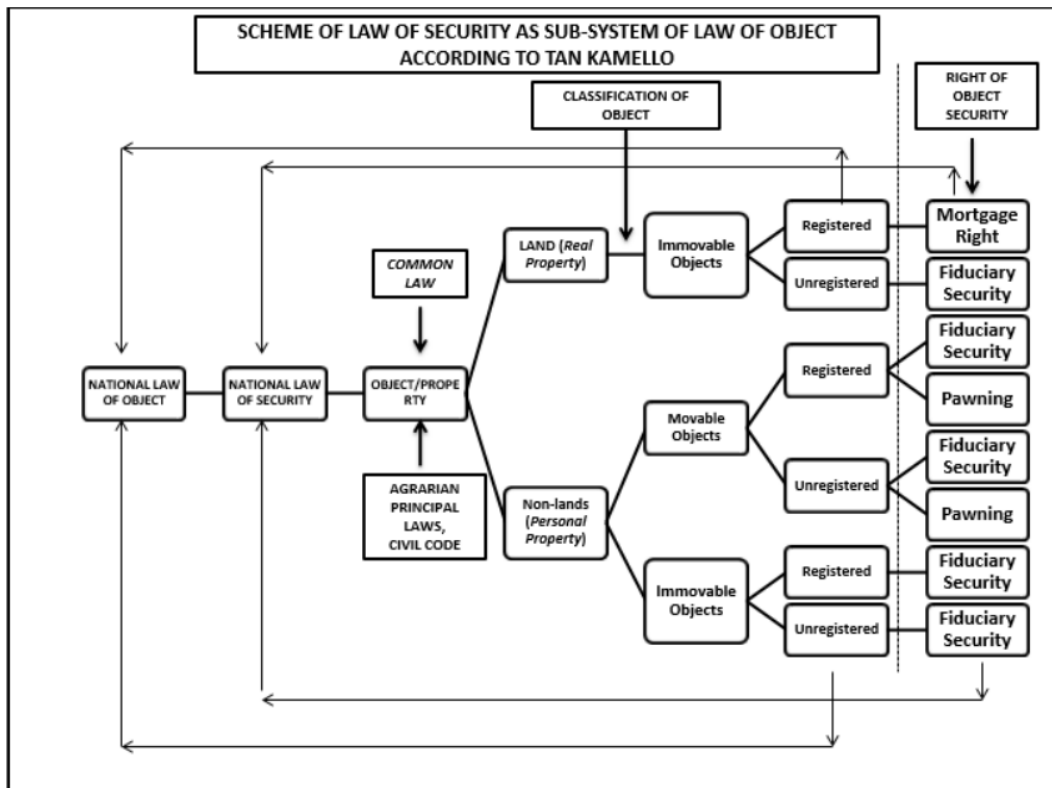 SCHEME OF LAW OF SECURITY AS SUB-SYSTEM OF LAW OF OBJECT
ACCORDING TO TAN KAMELLO
CLASSIFICATION OF
OBJECT
RIGHT OF
OBJECT
SECURITY
COMMON
LAW
NATIONAL LAW
OF OBJECT
NATIONAL LAW
OF SECURITY
OBJECT/PROPE
RTY
AGRARIAN
PRINCIPAL
LAWS,
CIVIL CODE
LAND (Real
Property)
Non-lands
(Personal
Property)
Immovable
Objects
Movable
Objects
Immovable
Objects
Registered
Unregistered
Registered
Unregistered
Registered
Unregistered
Mortgage
Right
Fiduciary
Security
Fiduciary
Security
Pawning
Fiduciary
Security
Pawning
Fiduciary
Security
Fiduciary
Security